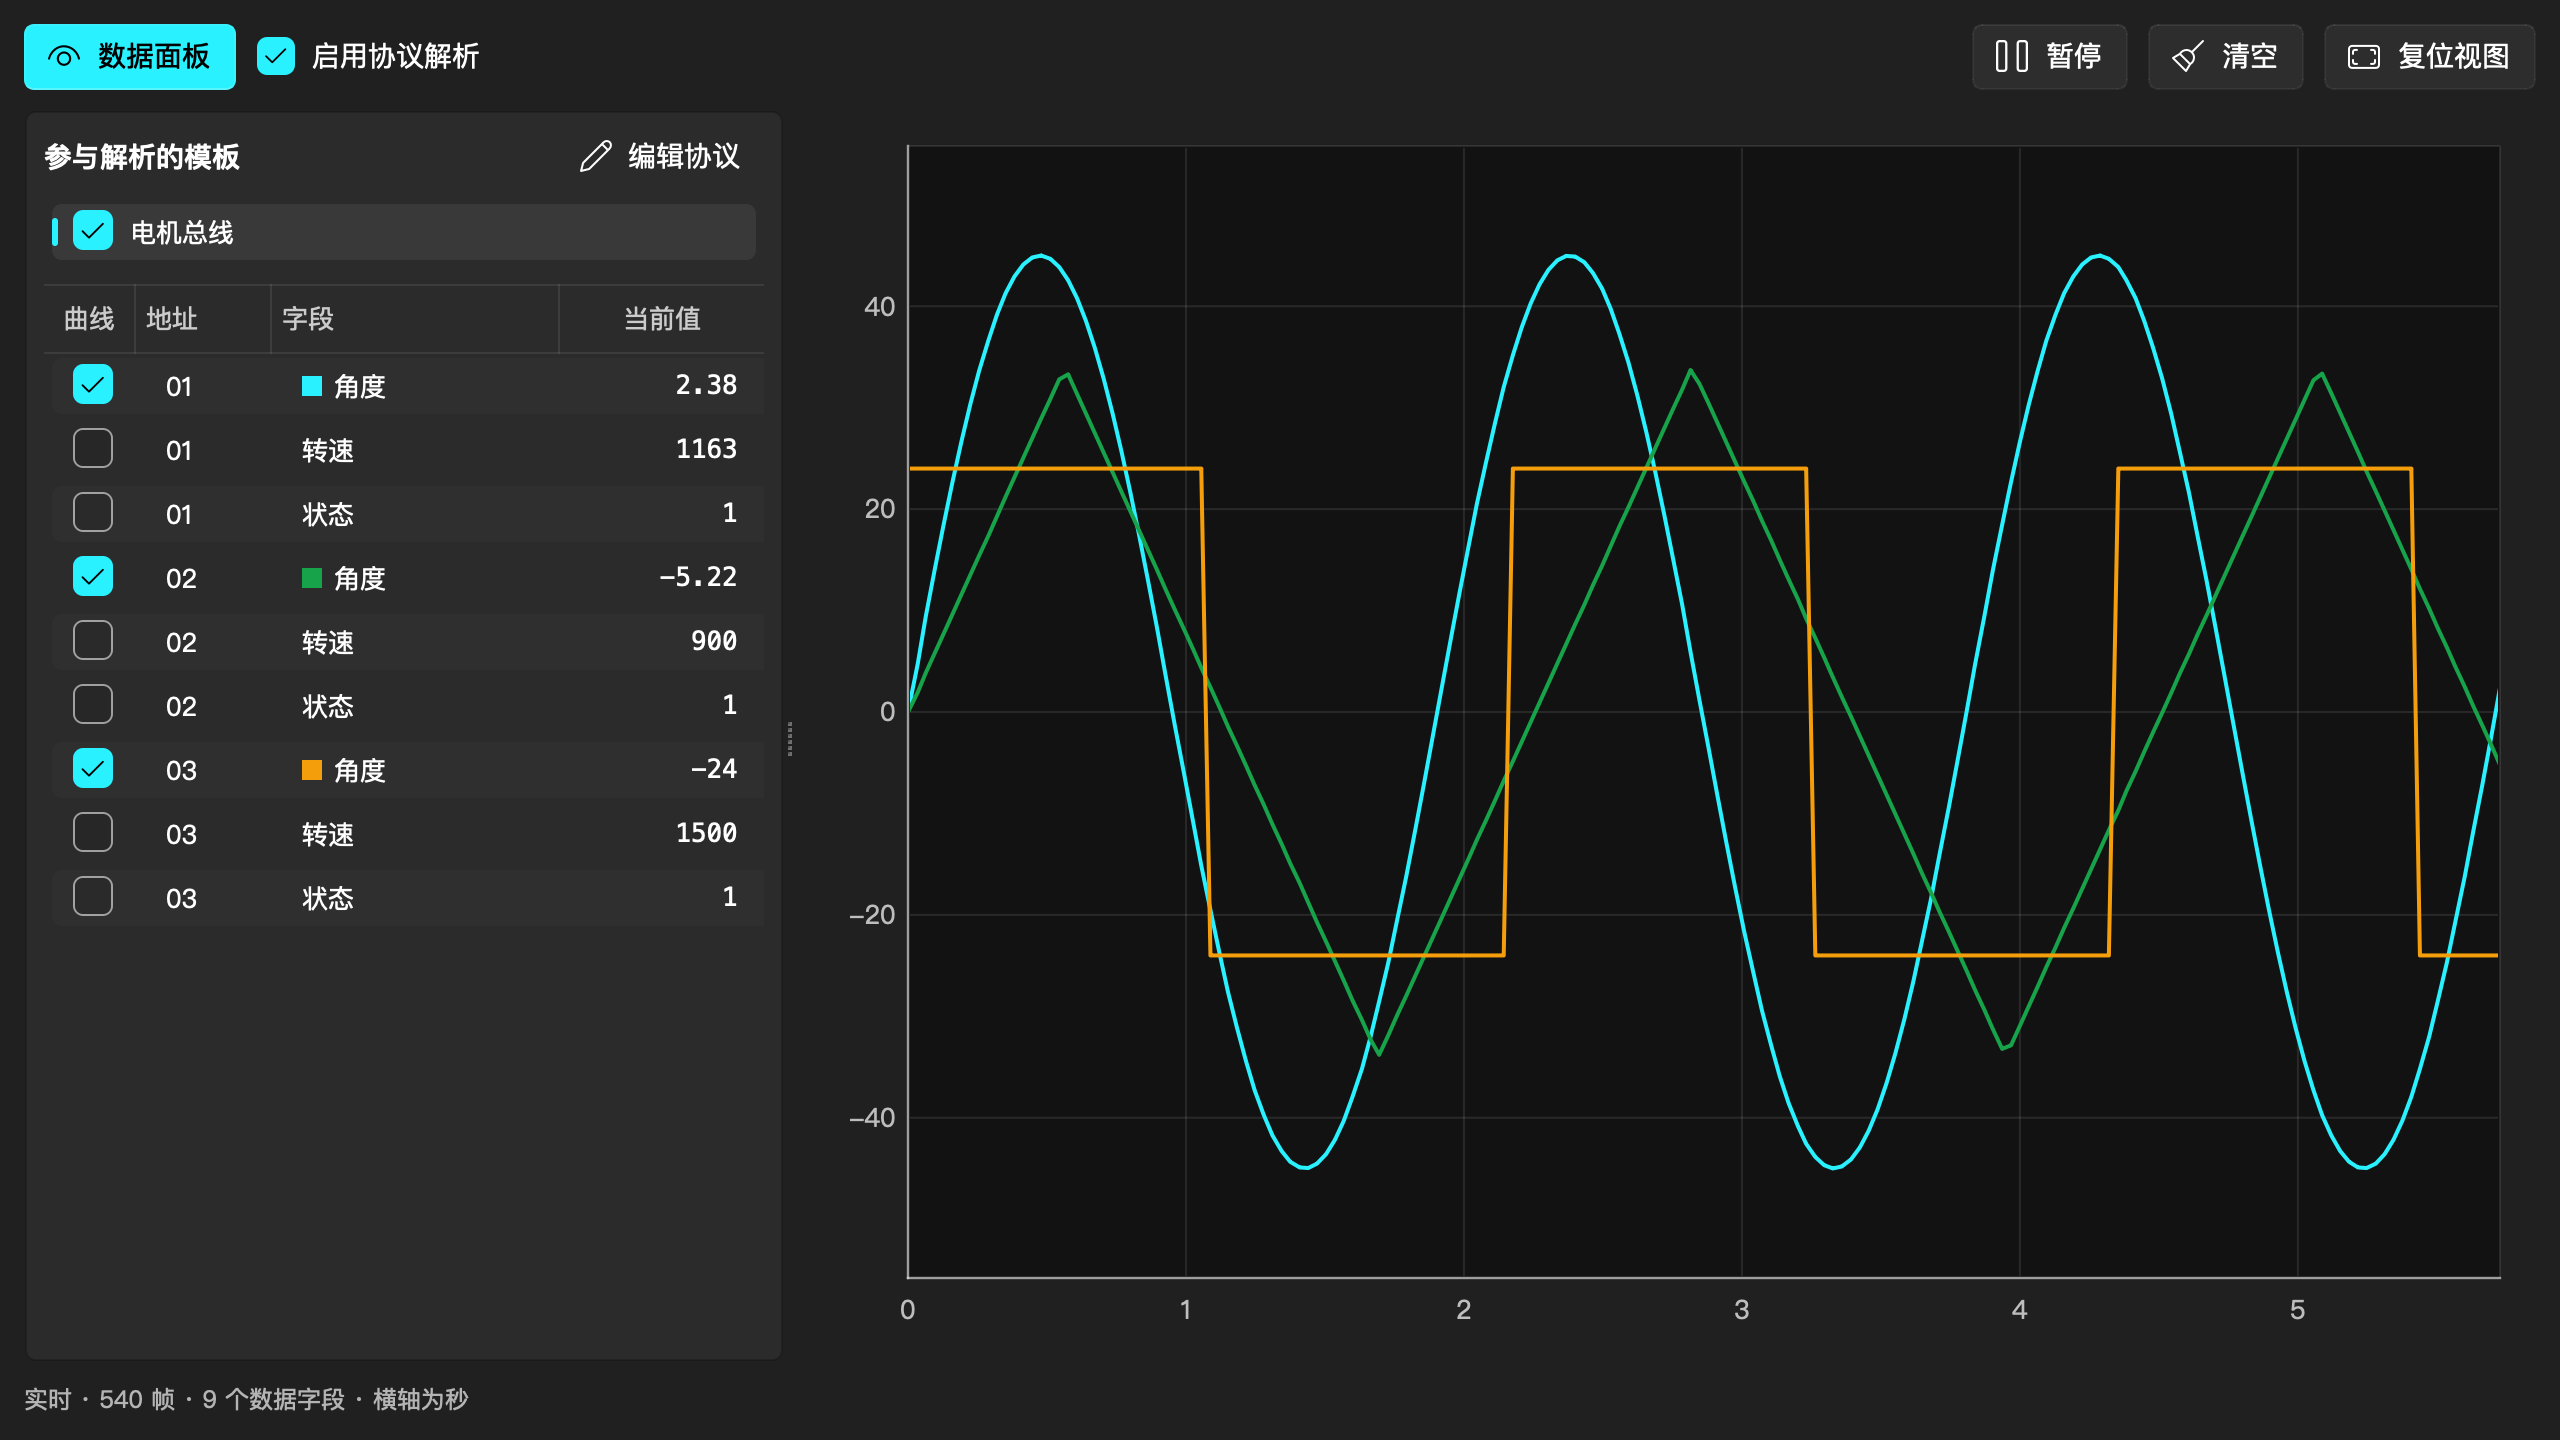 数据面板 启用协议解析 暂停 清空 复位视图
参与解析的模板 编辑协议
电机总线
曲线 地址 字段 当前值
01 角度 2.38
01 转速 1163
01 状态 1
02 角度 -5.22
02 转速 900
02 状态 1
03 角度 -24
03 转速 1500
03 状态 1
40
20
0
-20
-40
0 1 2 3 4 5
实时 · 540 帧 · 9 个数据字段 · 横轴为秒